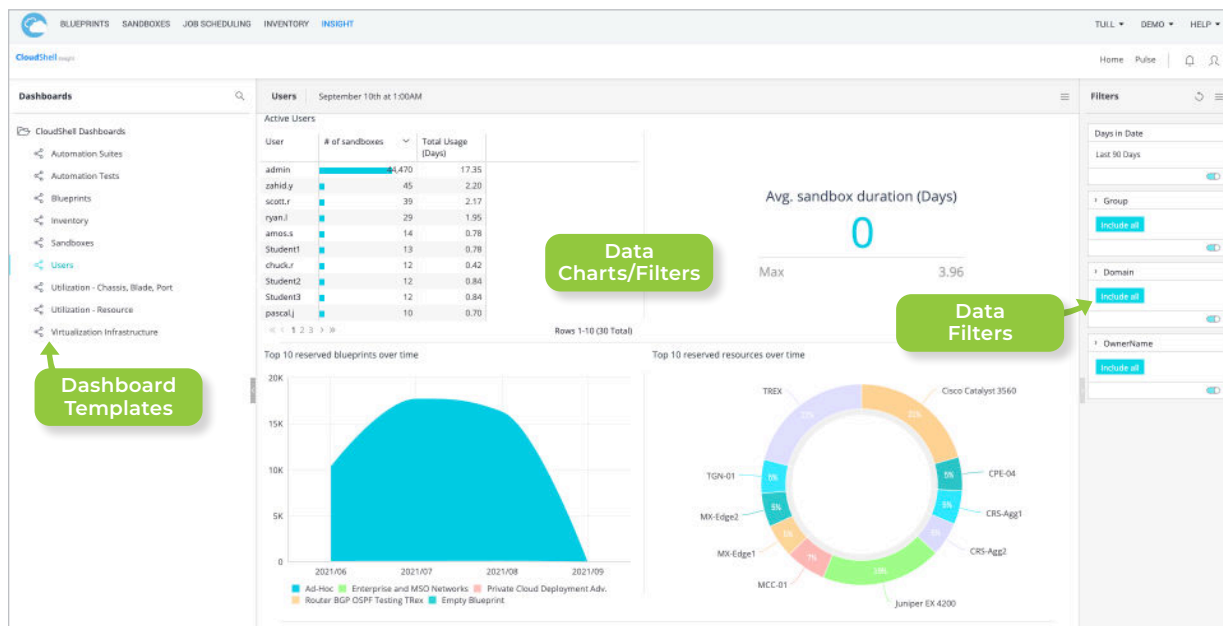 BLUEPRINTS SANDBOXES JOB SCHEDULING INVENTORY INSIGHT
TULL DEMO HELP
CloudShell
Home Pulse
Dashboards
CloudShell Dashboards
Automation Suites
Automation Tests
Blueprints
Inventory
Sandboxes
Users
Utilization - Chassis, Blade, Port
Utilization - Resource
Virtualization Infrastructure
Dashboard
Templates
Users September 10th at 1:00AM
Active Users
User # of sandboxes Total Usage
(Days)
admin 44,470 17.35
zahid.y 45 2.20
scott.r 39 2.17
ryan.l 29 1.95
amos.s 14 0.78
Student1 13 0.78
chuck.r 12 0.42
Student2 12 0.84
Student3 12 0.84
pascal.j 10 0.70
1 2 3
Rows 1-10 (30 Total)
Data
Charts/Filters
Avg. sandbox duration (Days)
0
Max 3.96
Top 10 reserved blueprints over time
20K
15K
10K
5K
0
2021/06 2021/07 2021/08 2021/09
Ad-Hoc Enterprise and MSO Networks Private Cloud Deployment Adv.
Router BGP OSPF Testing TRex Empty Blueprint
Top 10 reserved resources over time
TREX
Cisco Catalyst 3560
TGN-01
5%
5%
CPE-04
MX-Edge2
5%
5%
CRS-Agg1
MX-Edge1
5%
5%
CRS-Agg2
MCC-01
7%
Juniper EX 4200
Filters
Days in Date
Last 90 Days
Group
Include all
Domain
Include all
OwnerName
Include all
Data
Filters